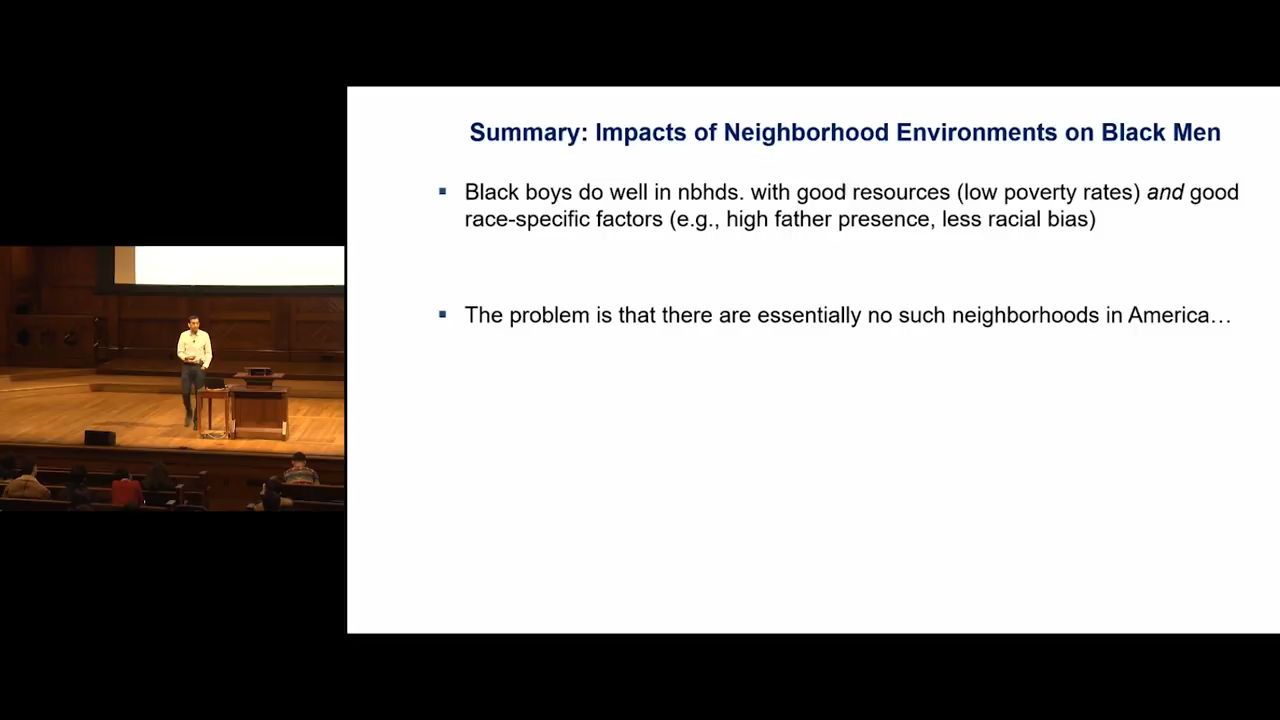 Summary: Impacts of Neighborhood Environments on Black Men
▪ Black boys do well in nbhds. with good resources (low poverty rates) and good
race-specific factors (e.g., high father presence, less racial bias)
▪ The problem is that there are essentially no such neighborhoods in America…